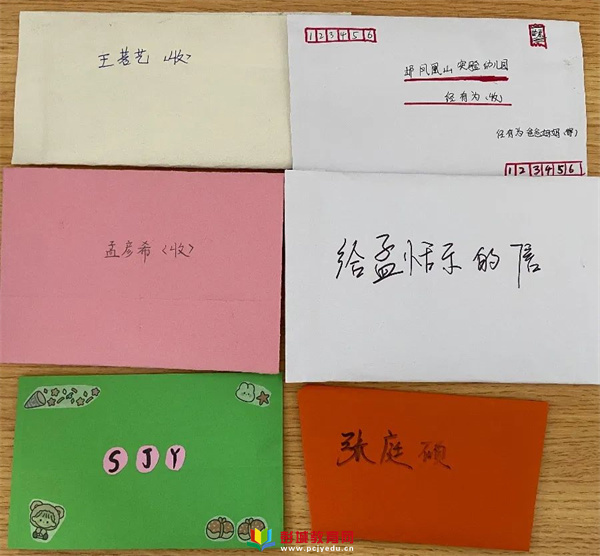 王若艺(收)
123456
邳凤凰山实验幼儿园
任有为(收)
任有为爸爸妈妈(寄)
123456
孟彦希(收)
给孟恬乐的信
SJY
张庭硕
彭城教育网
www.pcjyedu.cn